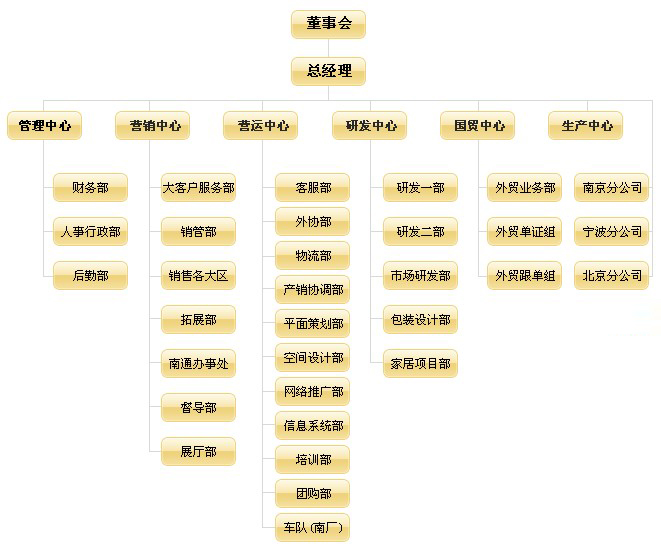 董事会
总经理
管理中心
营销中心
营运中心
研发中心
国贸中心
生产中心
财务部
人事行政部
后勤部
大客户服务部
销管部
销售各大区
拓展部
南通办事处
督导部
展厅部
客服部
外协部
物流部
产销协调部
平面策划部
空间设计部
网络推广部
信息系统部
培训部
团购部
车队(南厂)
研发一部
研发二部
市场研发部
包装设计部
家居项目部
外贸业务部
外贸单证组
外贸跟单组
南京分公司
宁波分公司
北京分公司